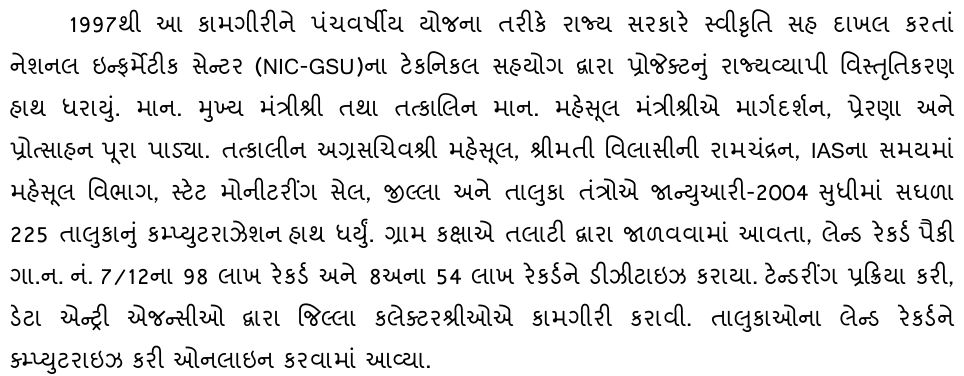 1997થી આ કામગીરીને પંચવર્ષીય યોજના તરીકે રાજ્ય સરકારે સ્વીકૃતિ સહ દાખલ કરતાં
નેશનલ ઇન્ફર્મેટીક સેન્ટર (NIC-GSU)ના ટેકનિકલ સહયોગ દ્વારા પ્રોજેક્ટનું રાજ્યવ્યાપી વિસ્તૃતિકરણ
હાથ ધરાયું. માન. મુખ્ય મંત્રીશ્રી તથા તત્કાલિન માન. મહેસૂલ મંત્રીશ્રીએ માર્ગદર્શન, પ્રેરણા અને
પ્રોત્સાહન પૂરા પાડ્યા. તત્કાલીન અગ્રસચિવશ્રી મહેસૂલ, શ્રીમતી વિલાસીની રામચંદ્રન, IASના સમયમાં
મહેસૂલ વિભાગ, સ્ટેટ મોનીટરીંગ સેલ, જીલ્લા અને તાલુકા તંત્રોએ જાન્યુઆરી-2004 સુધીમાં સઘળા
225 તાલુકાનું કમ્પ્યુટરાઝેશન હાથ ધર્યું. ગ્રામ કક્ષાએ તલાટી દ્વારા જાળવવામાં આવતા, લેન્ડ રેકર્ડ પૈકી
ગા.ન. નં. 7/12ના 98 લાખ રેકર્ડ અને 8અના 54 લાખ રેકર્ડને ડીઝીટાઇઝ કરાયા. ટેન્ડરીંગ પ્રક્રિયા કરી,
ડેટા એન્ટ્રી એજન્સીઓ દ્વારા જિલ્લા કલેક્ટરશ્રીઓએ કામગીરી કરાવી. તાલુકાઓના લેન્ડ રેકર્ડને
કમ્પ્યુટરાઇઝ કરી ઓનલાઇન કરવામાં આવ્યા.